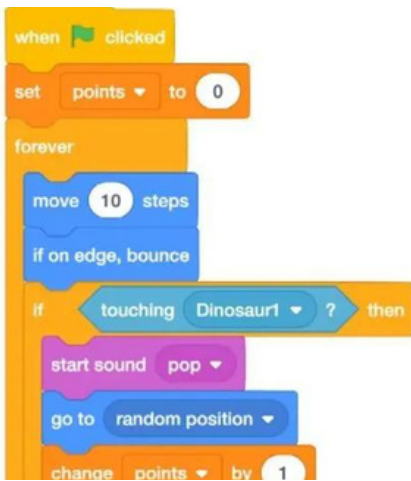 when clicked
set points to 0
forever
move 10 steps
if on edge, bounce
if touching Dinosaur1 ? then
start sound pop
go to random position
change points by 1